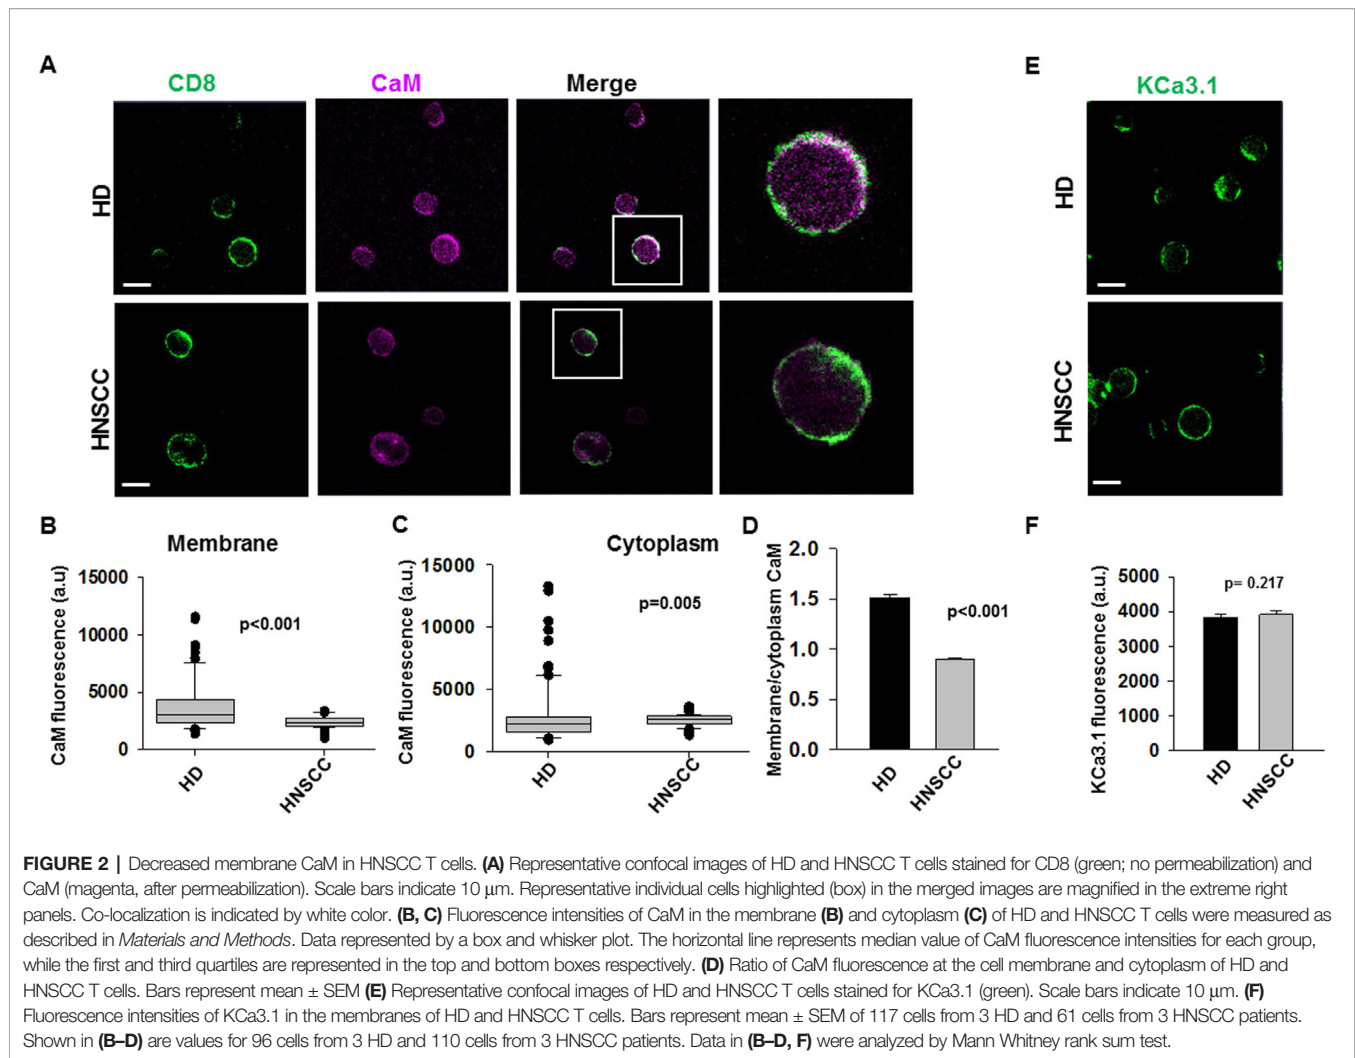 A
E
CD8
CaM
Merge
KCa3.1
HD
HD
HNSCC
HNSCC
B
C
D
F
Membrane
Cytoplasm
CaM fluorescence (a.u)
15000
10000
5000
0
p<0.001
HD
HNSCC
CaM fluorescence (a.u.)
15000
10000
5000
0
p=0.005
HD
HNSCC
Membrane/cytoplasm CaM
2.0
1.5
1.0
0.5
0.0
p<0.001
HD
HNSCC
KCa3.1 fluorescence (a.u.)
5000
4000
3000
2000
1000
0
p= 0.217
HD
HNSCC
FIGURE 2 | Decreased membrane CaM in HNSCC T cells. (A) Representative confocal images of HD and HNSCC T cells stained for CD8 (green; no permeabilization) and
CaM (magenta, after permeabilization). Scale bars indicate 10 μm. Representative individual cells highlighted (box) in the merged images are magnified in the extreme right
panels. Co-localization is indicated by white color. (B, C) Fluorescence intensities of CaM in the membrane (B) and cytoplasm (C) of HD and HNSCC T cells were measured as
described in Materials and Methods. Data represented by a box and whisker plot. The horizontal line represents median value of CaM fluorescence intensities for each group,
while the first and third quartiles are represented in the top and bottom boxes respectively. (D) Ratio of CaM fluorescence at the cell membrane and cytoplasm of HD and
HNSCC T cells. Bars represent mean ± SEM (E) Representative confocal images of HD and HNSCC T cells stained for KCa3.1 (green). Scale bars indicate 10 μm. (F)
Fluorescence intensities of KCa3.1 in the membranes of HD and HNSCC T cells. Bars represent mean ± SEM of 117 cells from 3 HD and 61 cells from 3 HNSCC patients.
Shown in (B–D) are values for 96 cells from 3 HD and 110 cells from 3 HNSCC patients. Data in (B–D, F) were analyzed by Mann Whitney rank sum test.